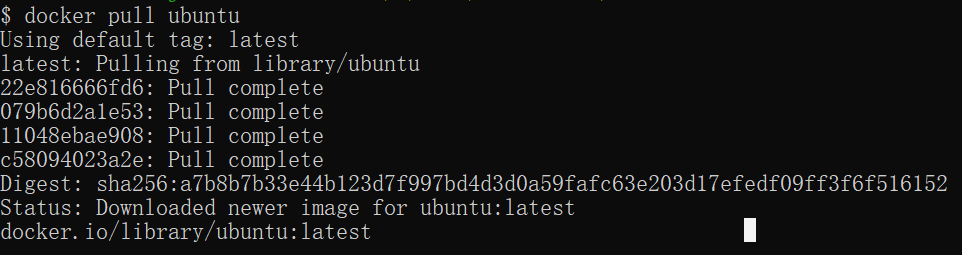 $ docker pull ubuntu
Using default tag: latest
latest: Pulling from library/ubuntu
22e816666fd6: Pull complete
079b6d2a1e53: Pull complete
11048ebae908: Pull complete
c58094023a2e: Pull complete
Digest: sha256:a7b8b7b33e44b123d7f997bd4d3d0a59fafc63e203d17efedf09ff3f6f516152
Status: Downloaded newer image for ubuntu:latest
docker.io/library/ubuntu:latest